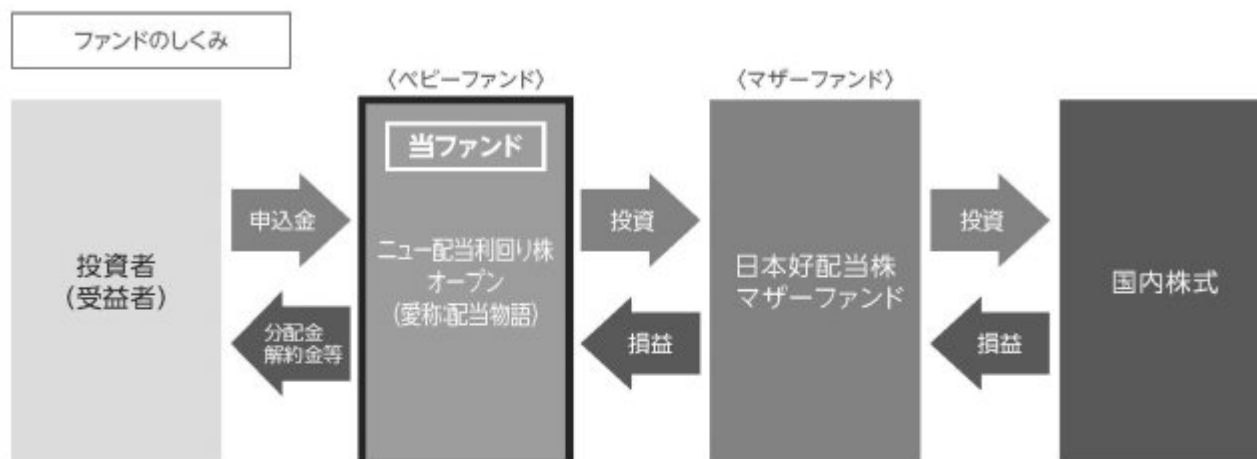 ファンドのしくみ
〈ベビーファンド〉
〈マザーファンド〉
投資者
(受益者)
申込金
分配金
解約金等
当ファンド
ニュー配当利回り株
オープン
(愛称:配当物語)
投資
損益
日本好配当株
マザーファンド
投資
損益
国内株式